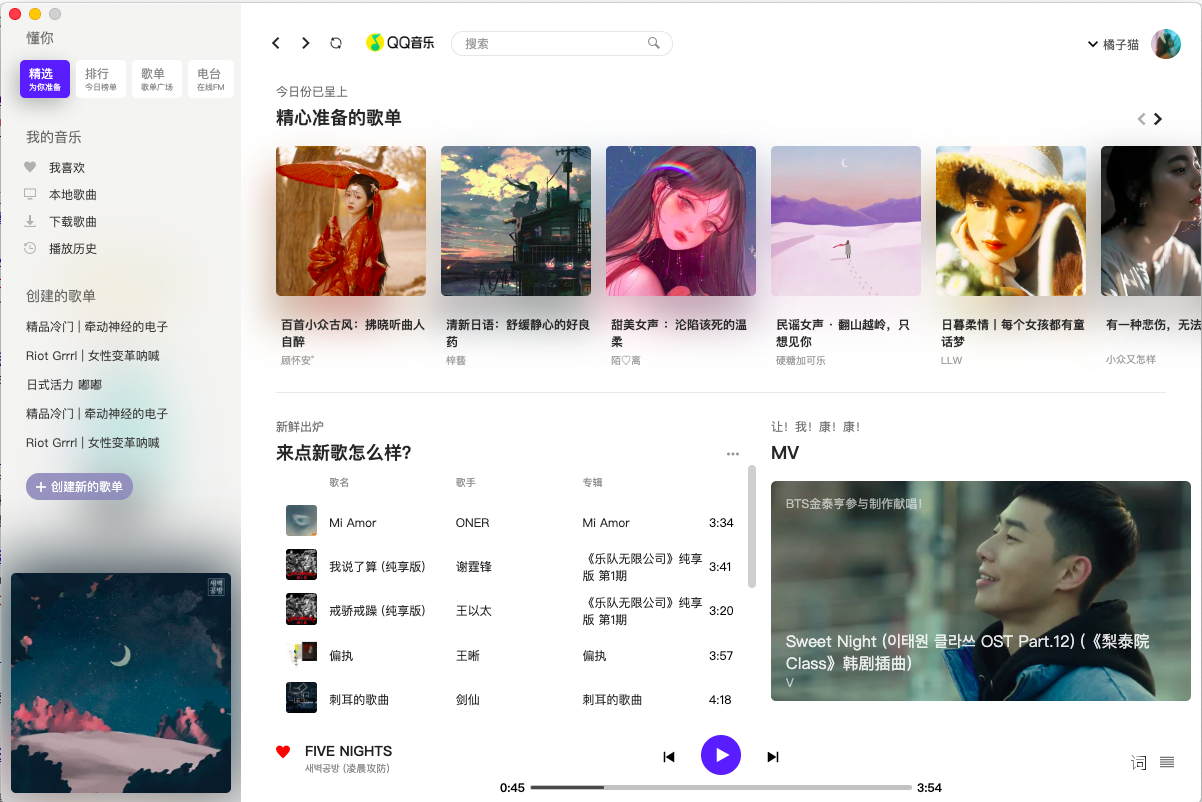 懂你
精选
为你准备
排行
今日榜单
歌单
歌单广场
电台
在线FM
我的音乐
我喜欢
本地歌曲
下载歌曲
播放历史
创建的歌单
精品冷门 | 牵动神经的电子
Riot Grrrl | 女性变革呐喊
日式活力 嘟嘟
精品冷门 | 牵动神经的电子
Riot Grrrl | 女性变革呐喊
+ 创建新的歌单
새벽
공방
QQ音乐
搜索
橘子猫
今日份已呈上
精心准备的歌单
百首小众古风：拂晓听曲人
自醉
顾怀安゛
清新日语：舒缓静心的好良
药
梓藝
甜美女声 ：沦陷该死的温
柔
陌♡离
民谣女声 · 翻山越岭，只
想见你
硬糖加可乐
日暮柔情丨每个女孩都有童
话梦
LLW
有一种悲伤，无法
小众又怎样
新鲜出炉
来点新歌怎么样?
歌名 歌手 专辑
Mi Amor ONER Mi Amor 3:34
我说了算 (纯享版) 谢霆锋 《乐队无限公司》纯享
版 第1期 3:41
戒骄戒躁 (纯享版) 王以太 《乐队无限公司》纯享
版 第1期 3:20
偏执 王晰 偏执 3:57
刺耳的歌曲 剑仙 刺耳的歌曲 4:18
让！我！康！康！
MV
BTS金泰亨参与制作献唱！
Sweet Night (이태원 클라쓰 OST Part.12) (《梨泰院
Class》韩剧插曲)
V
FIVE NIGHTS
새벽공방 (凌晨攻防)
0:45
3:54
词